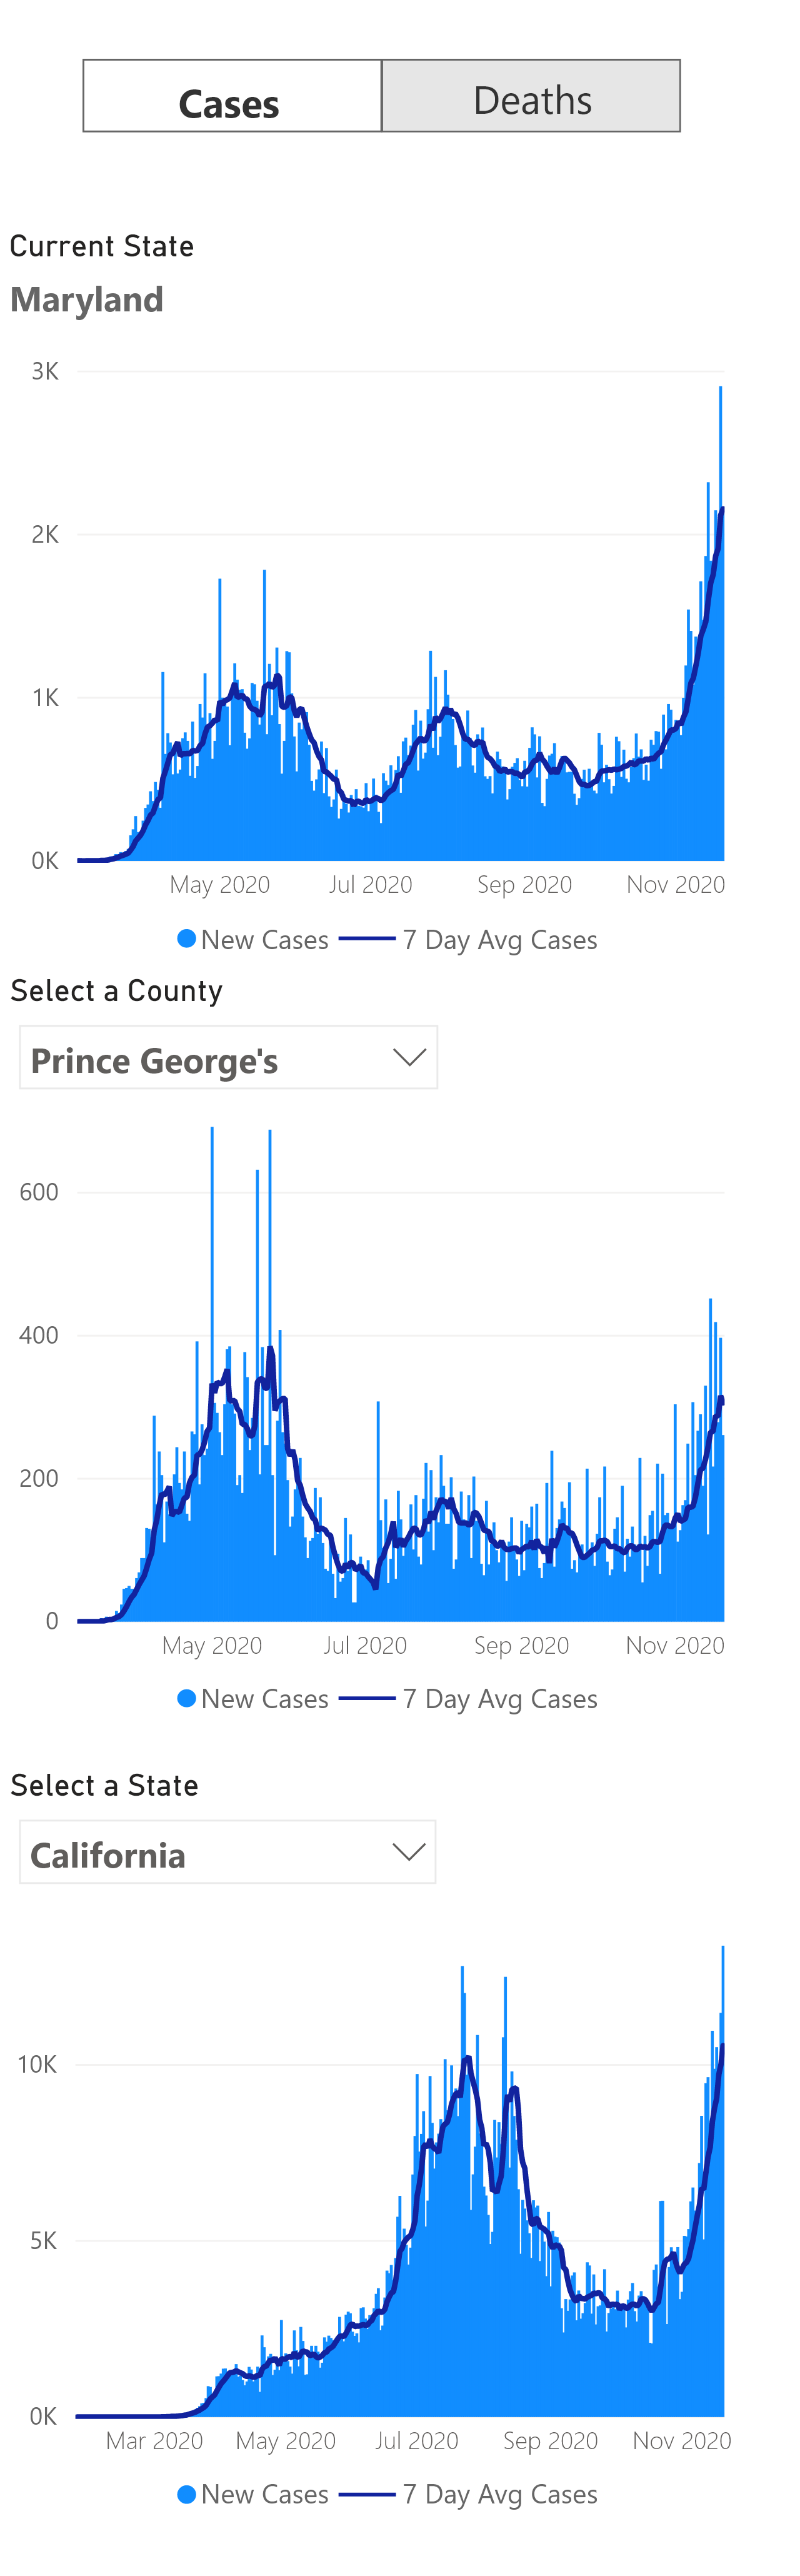 Cases Deaths
Current State
Maryland
3K
2K
1K
0K
May 2020 Jul 2020 Sep 2020 Nov 2020
New Cases 7 Day Avg Cases
Select a County
Prince George's
600
400
200
0
May 2020 Jul 2020 Sep 2020 Nov 2020
New Cases 7 Day Avg Cases
Select a State
California
10K
5K
0K
Mar 2020 May 2020 Jul 2020 Sep 2020 Nov 2020
New Cases 7 Day Avg Cases